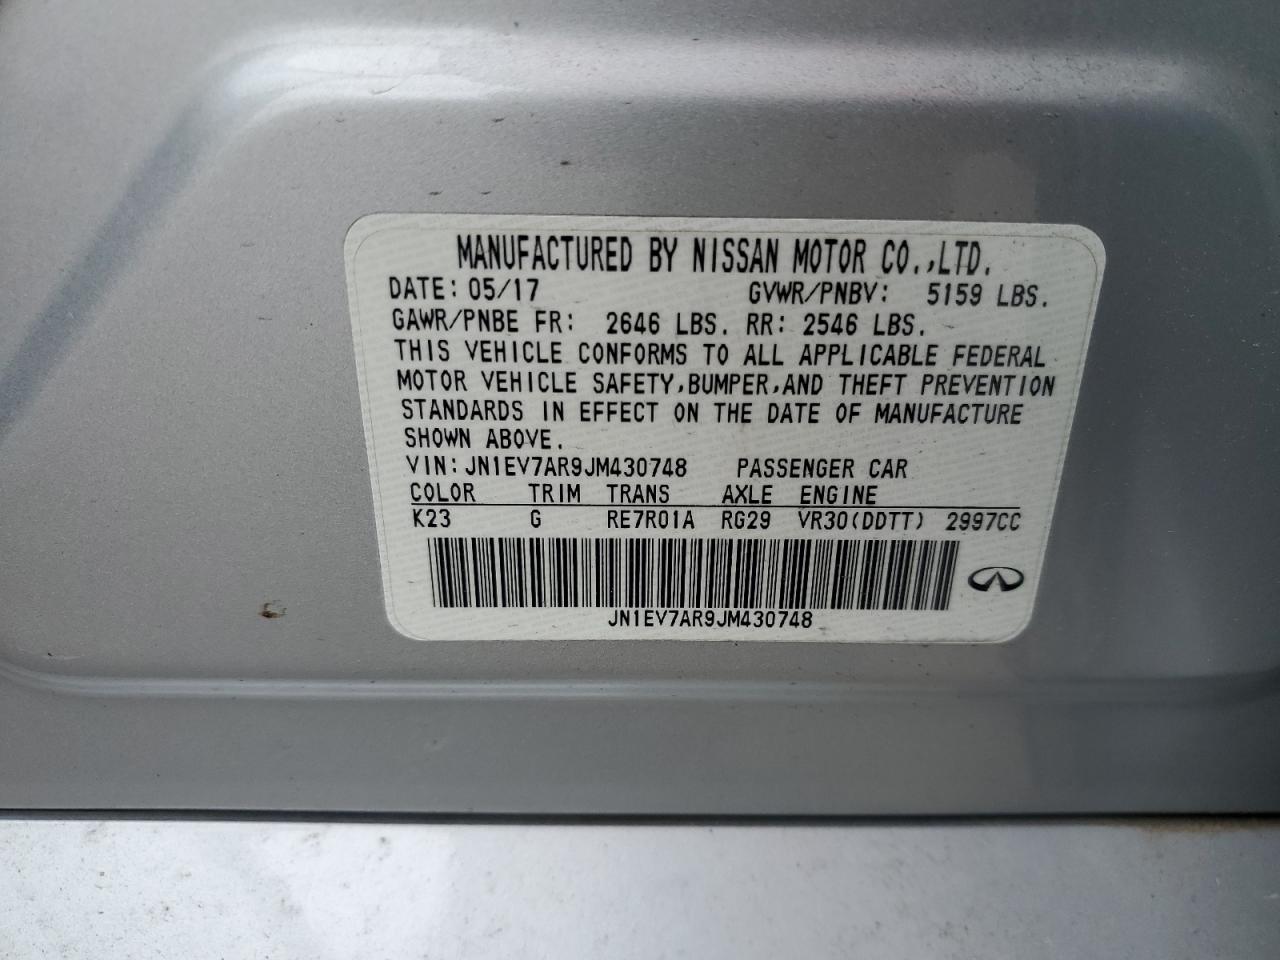 MANUFACTURED BY NISSAN MOTOR CO.,LTD.
DATE: 05/17 GVWR/PNBV: 5159 LBS.
GAWR/PNBE FR: 2646 LBS. RR: 2546 LBS.
THIS VEHICLE CONFORMS TO ALL APPLICABLE FEDERAL
MOTOR VEHICLE SAFETY,BUMPER,AND THEFT PREVENTION
STANDARDS IN EFFECT ON THE DATE OF MANUFACTURE
SHOWN ABOVE.
VIN: JN1EV7AR9JM430748 PASSENGER CAR
COLOR TRIM TRANS AXLE ENGINE
K23 G RE7R01A RG29 VR30(DDTT) 2997CC
JN1EV7AR9JM430748